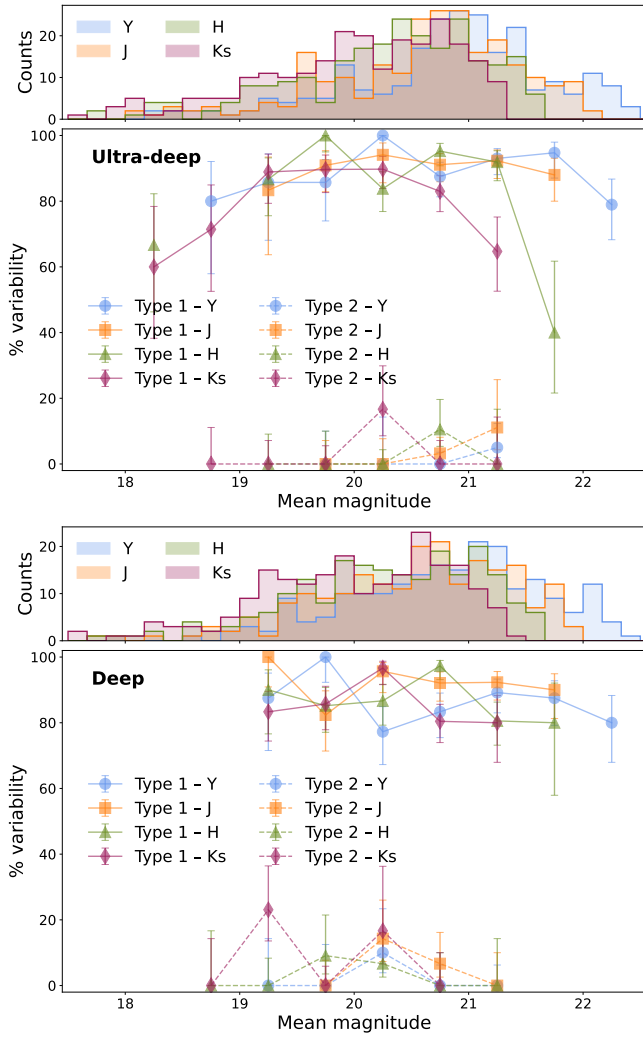 Counts
20
10
0
Y
H
J
Ks
% variability
100
80
60
40
20
0
Ultra-deep
Type 1 – Y
Type 2 – Y
Type 1 – J
Type 2 – J
Type 1 – H
Type 2 – H
Type 1 – Ks
Type 2 – Ks
18
19
20
21
22
Mean magnitude
Counts
20
10
0
Y
H
J
Ks
% variability
100
80
60
40
20
0
Deep
Type 1 – Y
Type 2 – Y
Type 1 – J
Type 2 – J
Type 1 – H
Type 2 – H
Type 1 – Ks
Type 2 – Ks
18
19
20
21
22
Mean magnitude